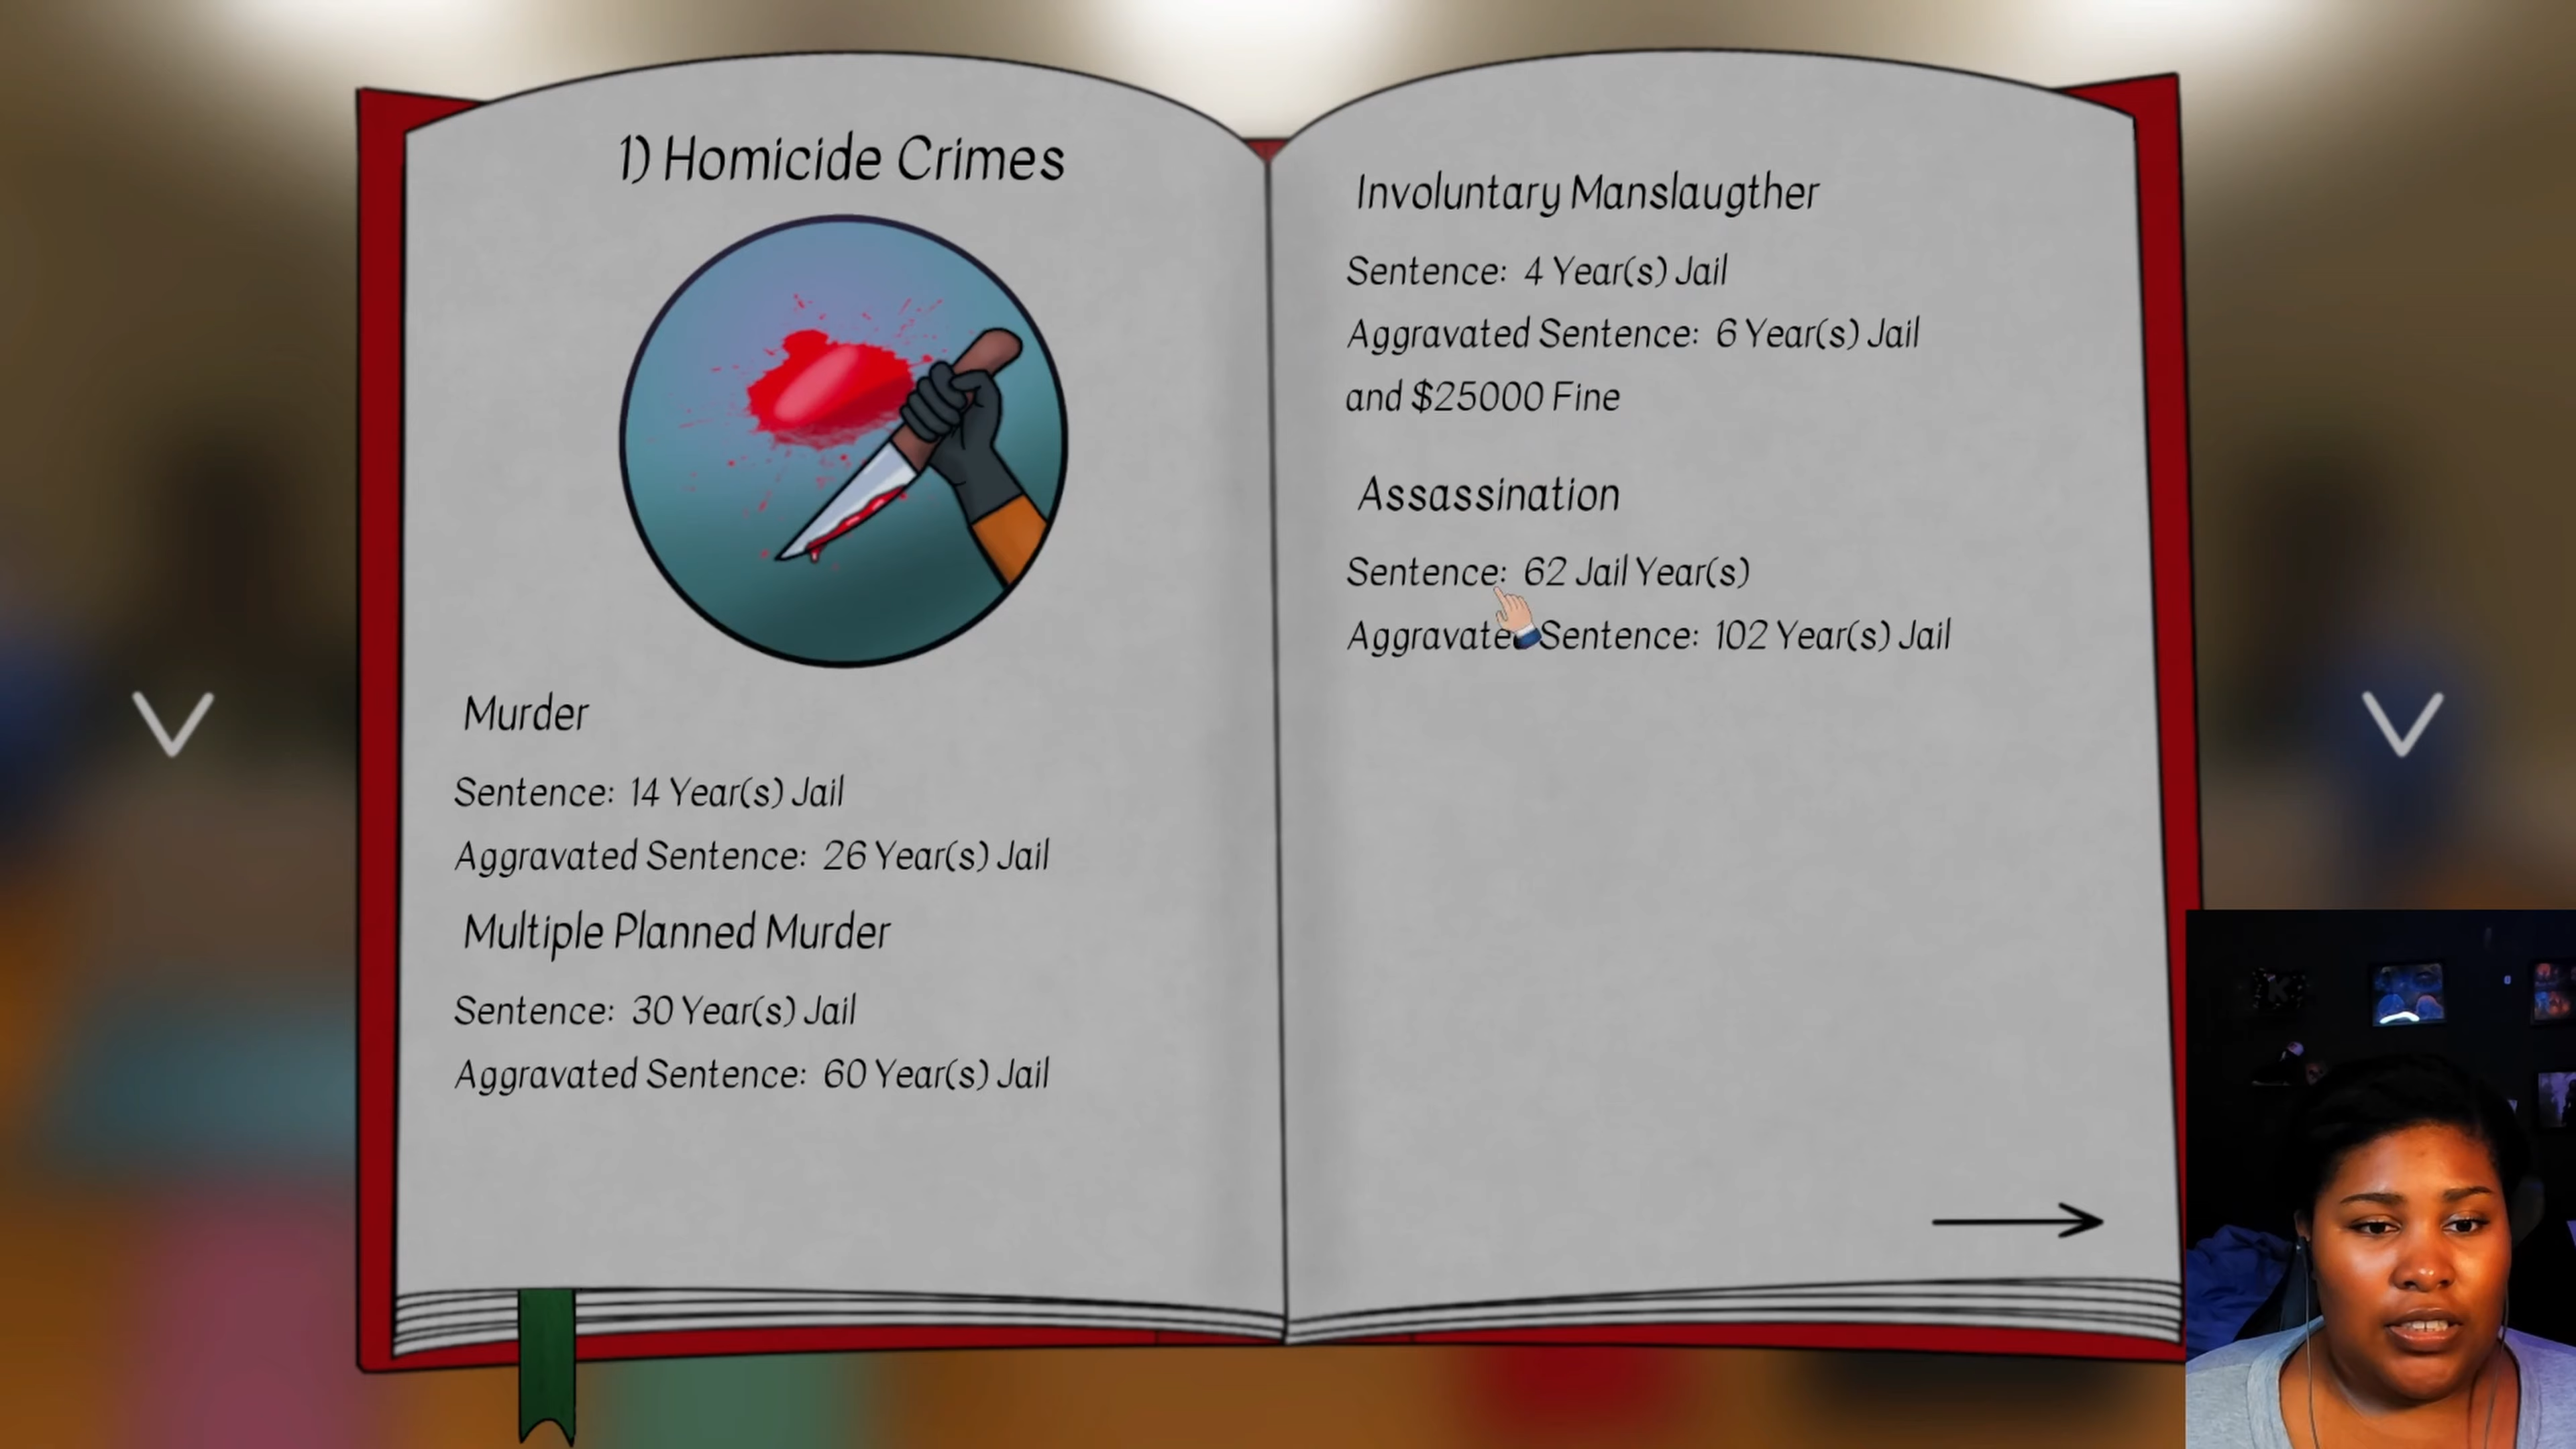 1) Homicide Crimes
Murder
Sentence: 14 Year(s) Jail
Aggravated Sentence: 26 Year(s) Jail
Multiple Planned Murder
Sentence: 30 Year(s) Jail
Aggravated Sentence: 60 Year(s) Jail
Involuntary Manslaugther
Sentence: 4 Year(s) Jail
Aggravated Sentence: 6 Year(s) Jail
and $25000 Fine
Assassination
Sentence: 62 Jail Year(s)
Aggravated Sentence: 102 Year(s) Jail